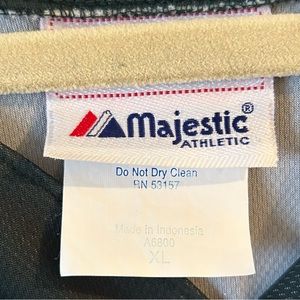 Majestic®
ATHLETIC
Do Not Dry Clean
RN 53157
Made in Indonesia
A6800
XL